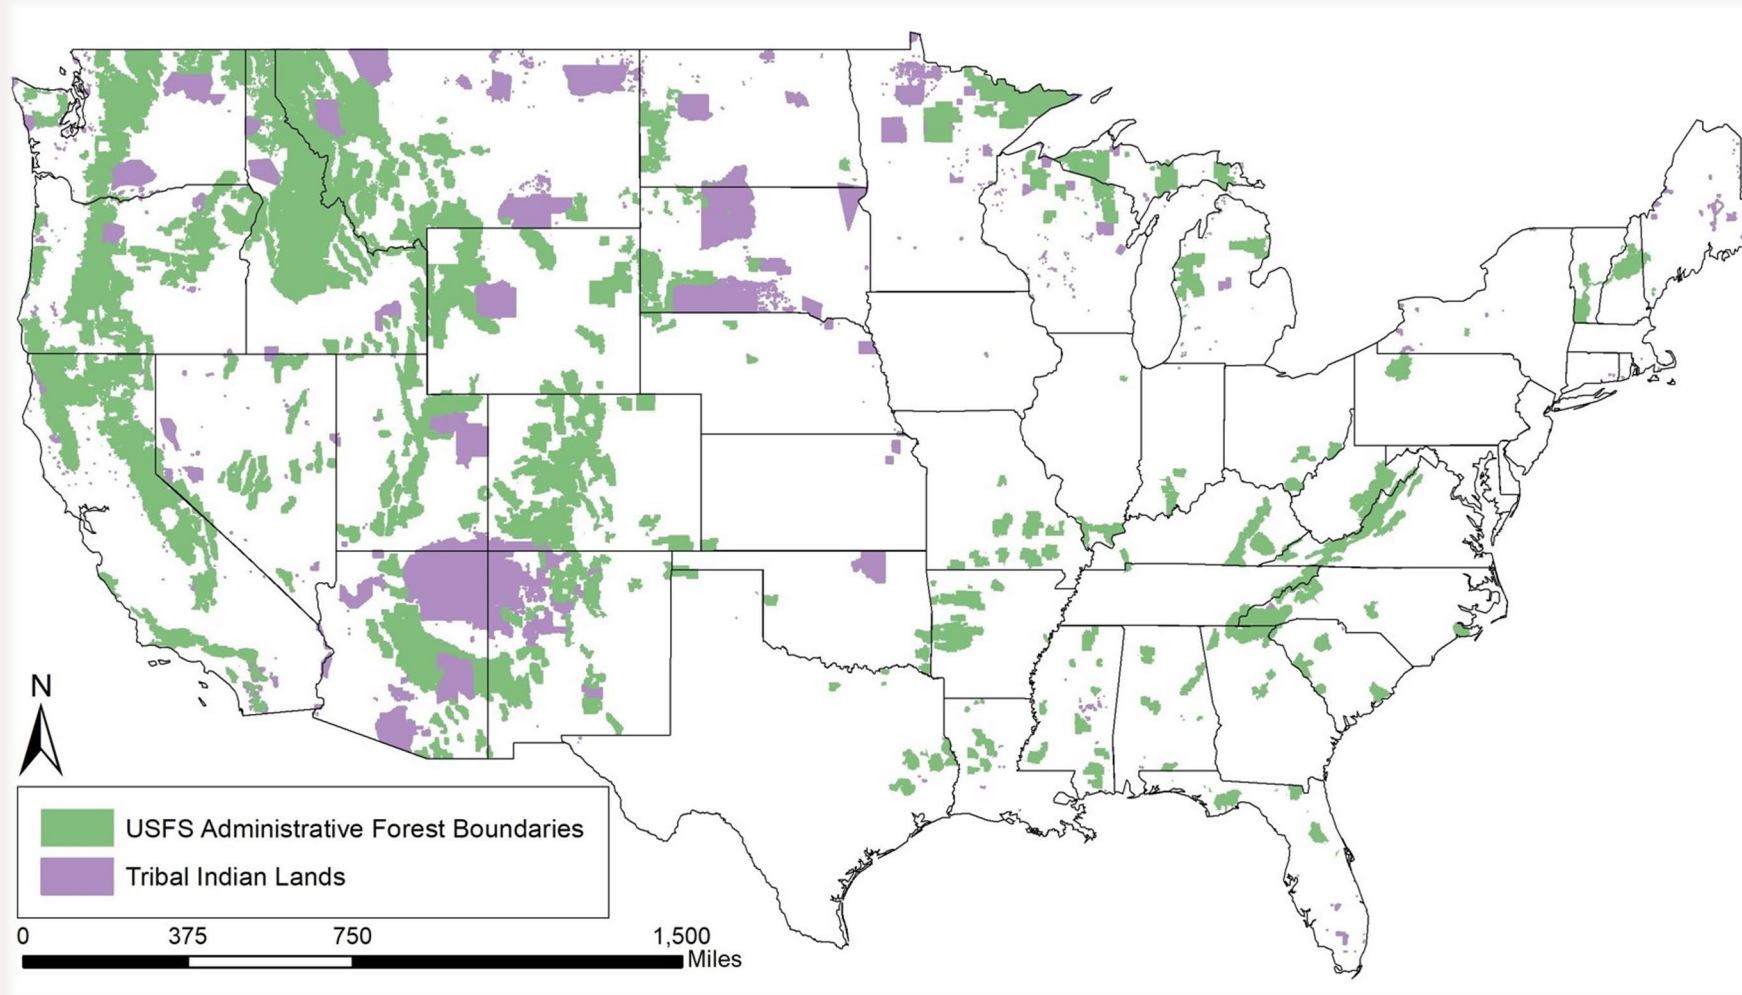 N
USFS Administrative Forest Boundaries
Tribal Indian Lands
0 375 750 1,500
Miles